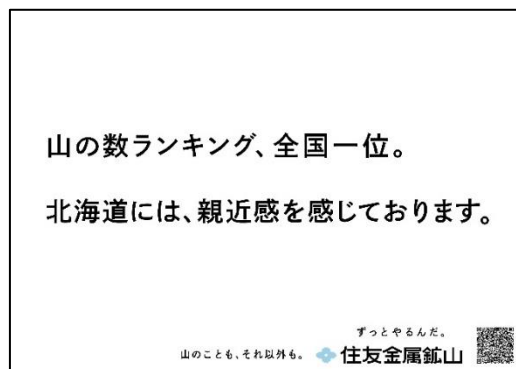 山の数ランキング、全国一位。
北海道には、親近感を感じております。
ずっとやるんだ。
山のことも、それ以外も。 住友金属鉱山